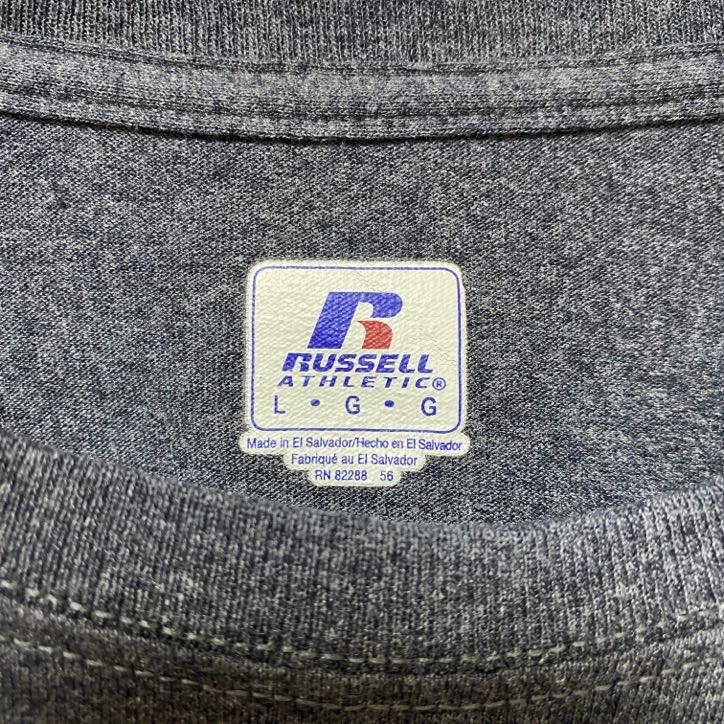 R
RUSSELL
ATHLETIC®
L • G • G
Made in El Salvador/Hecho en El Salvador
Fabriqué au El Salvador
RN 82288 56